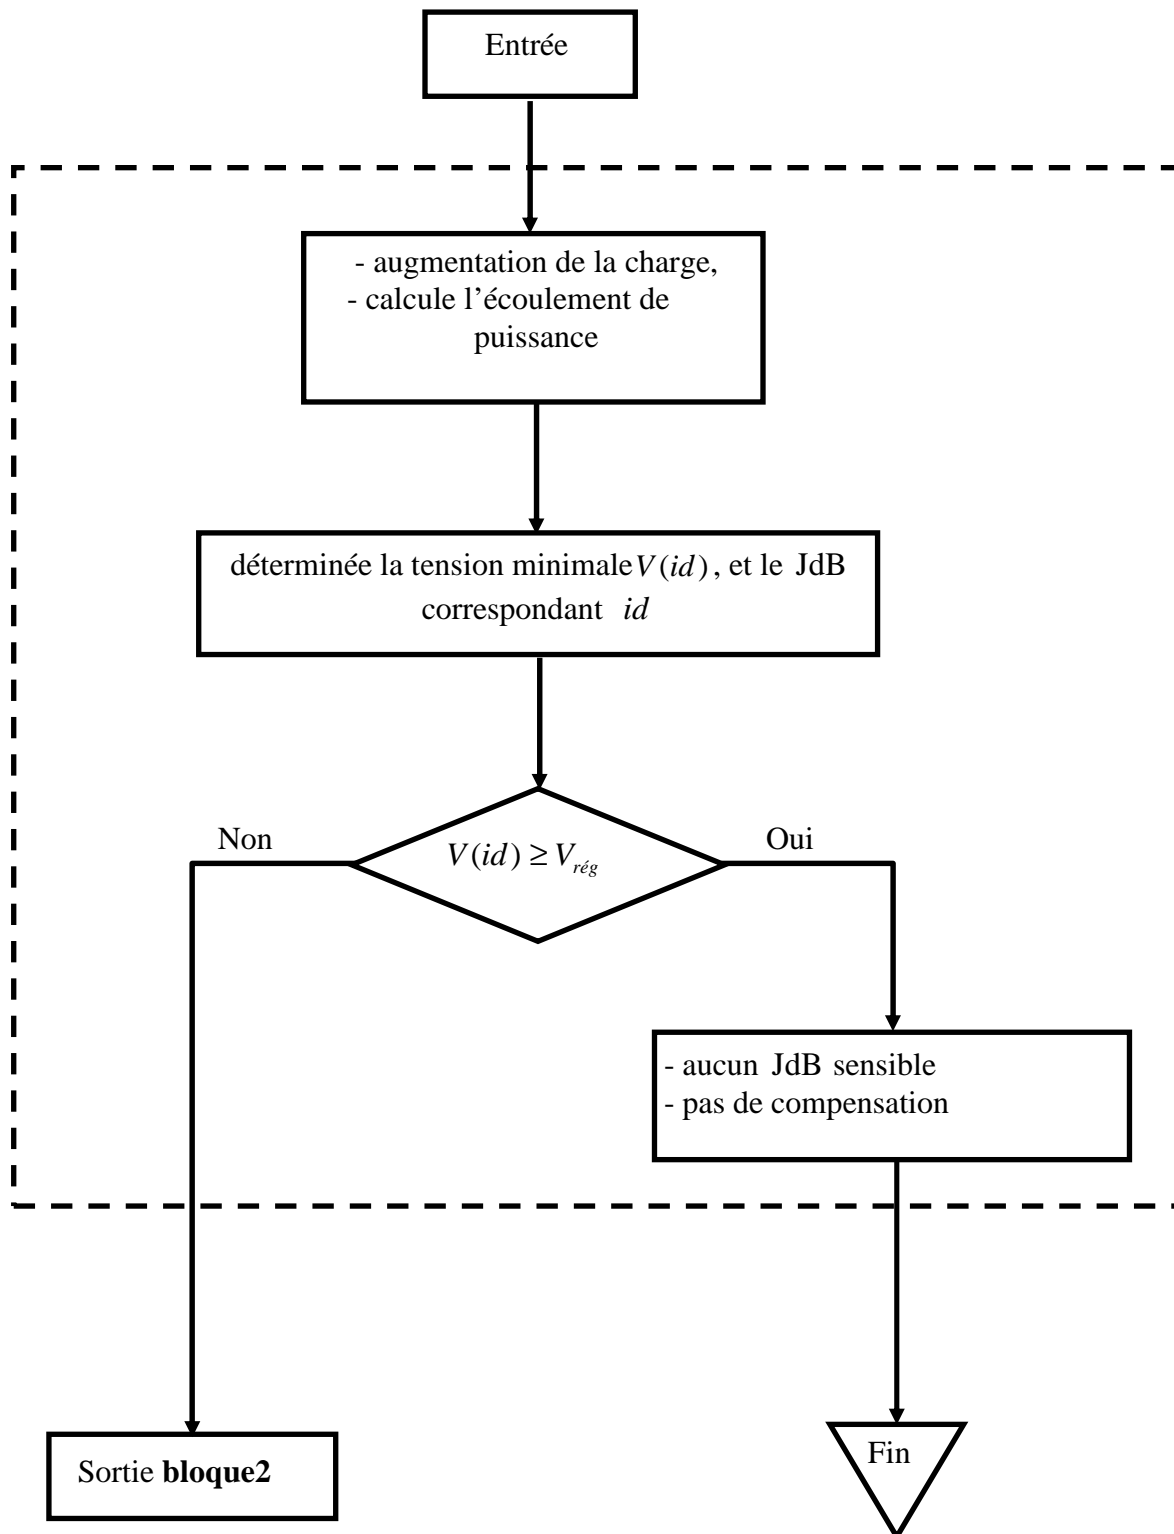 Entrée
- augmentation de la charge,
- calcule l’écoulement de
puissance
déterminée la tension minimale V(id), et le JdB
correspondant id
Non
V(id) ≥ Vrég
Oui
- aucun JdB sensible
- pas de compensation
Sortie bloque2
Fin